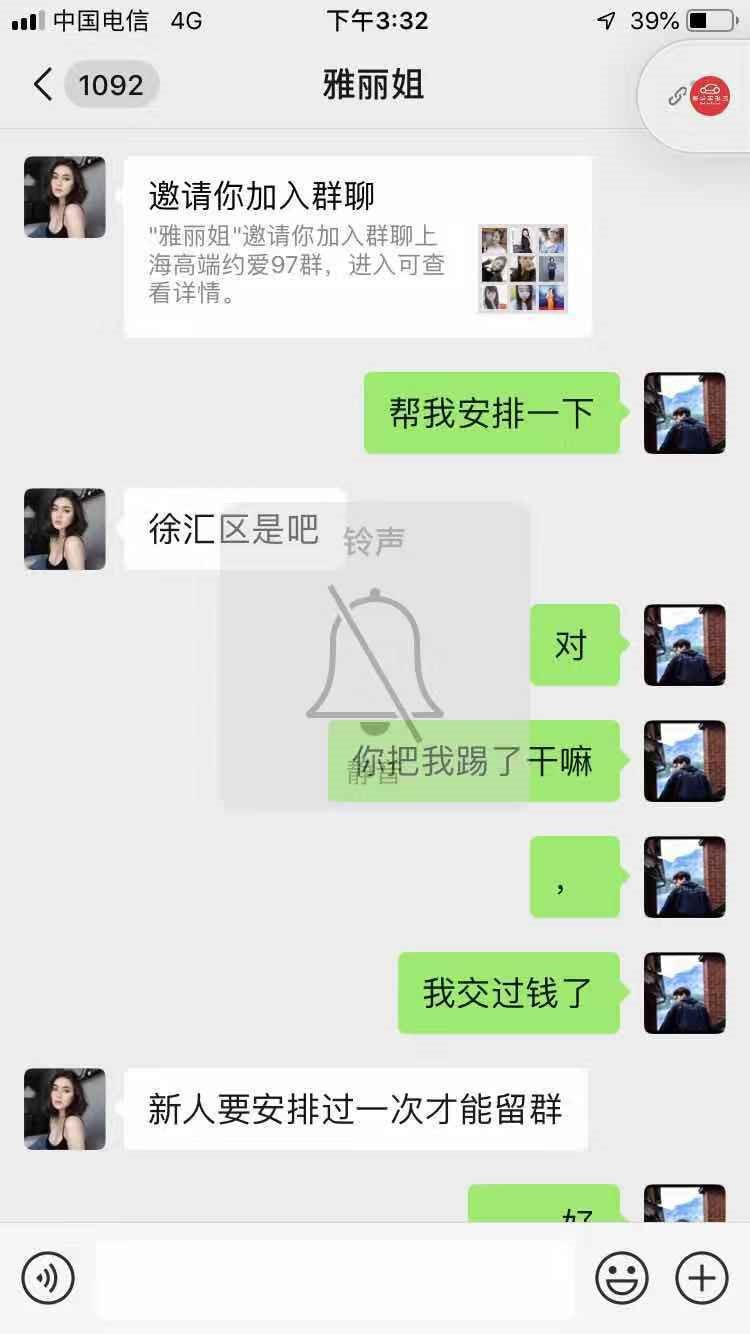 中国电信 4G 下午3:32 39%
1092 雅丽姐
邀请你加入群聊
"雅丽姐"邀请你加入群聊上
海高端约爱97群，进入可查
看详情。
帮我安排一下
徐汇区是吧
铃声
对
你把我踢了干嘛
静音
，
我交过钱了
新人要安排过一次才能留群
好